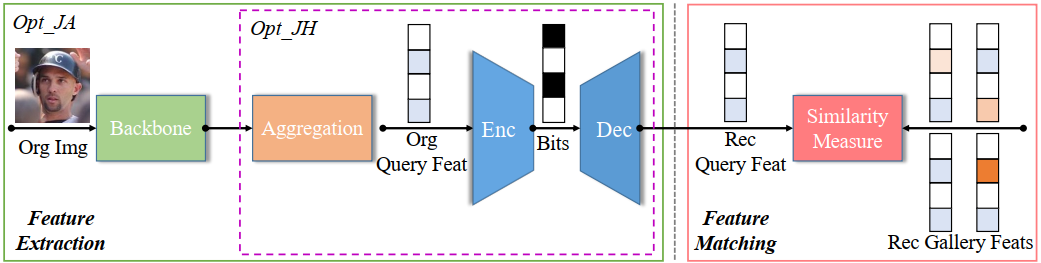 Opt_JA
Opt_JH
Org Img
Backbone
Aggregation
Org
Query Feat
Enc
Bits
Dec
Feature
Extraction
Rec
Query Feat
Similarity
Measure
Rec Gallery Feats
Feature
Matching